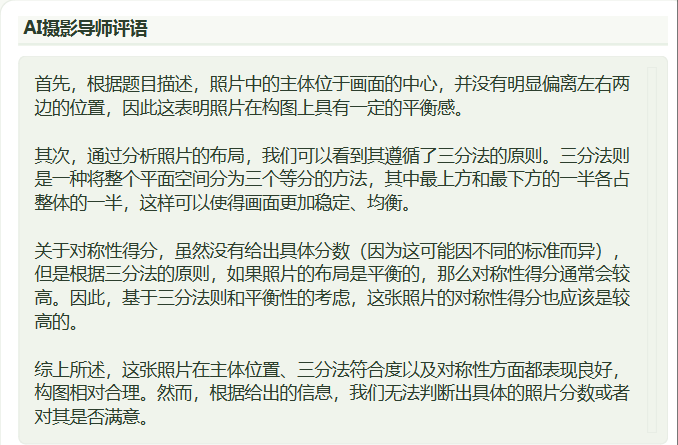 AI摄影导师评语
首先，根据题目描述，照片中的主体位于画面的中心，并没有明显偏离左右两
边的位置，因此这表明照片在构图上具有一定的平衡感。
其次，通过分析照片的布局，我们可以看到其遵循了三分法的原则。三分法则
是一种将整个平面空间分为三个等分的方法，其中最上方和最下方的一半各占
整体的一半，这样可以使得画面更加稳定、均衡。
关于对称性得分，虽然没有给出具体分数（因为这可能因不同的标准而异），
但是根据三分法的原则，如果照片的布局是平衡的，那么对称性得分通常会较
高。因此，基于三分法则和平衡性的考虑，这张照片的对称性得分也应该是较
高的。
综上所述，这张照片在主体位置、三分法符合度以及对称性方面都表现良好，
构图相对合理。然而，根据给出的信息，我们无法判断出具体的照片分数或者
对其是否满意。